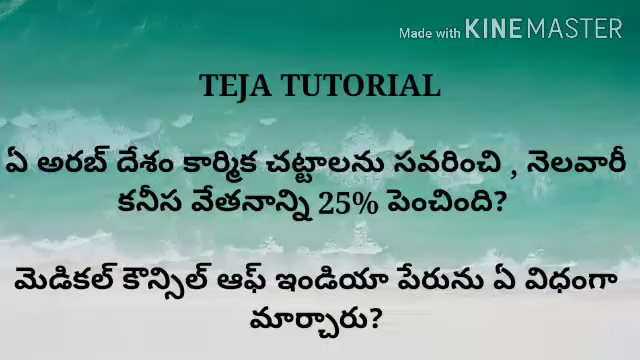 Made with KINEMASTER
TEJA TUTORIAL
ఏ అరబ్ దేశం కార్మిక చట్టాలను సవరించి , నెలవారీ
కనీస వేతనాన్ని 25% పెంచింది?
మెడికల్ కౌన్సిల్ ఆఫ్ ఇండియా పేరును ఏ విధంగా
మార్చారు?